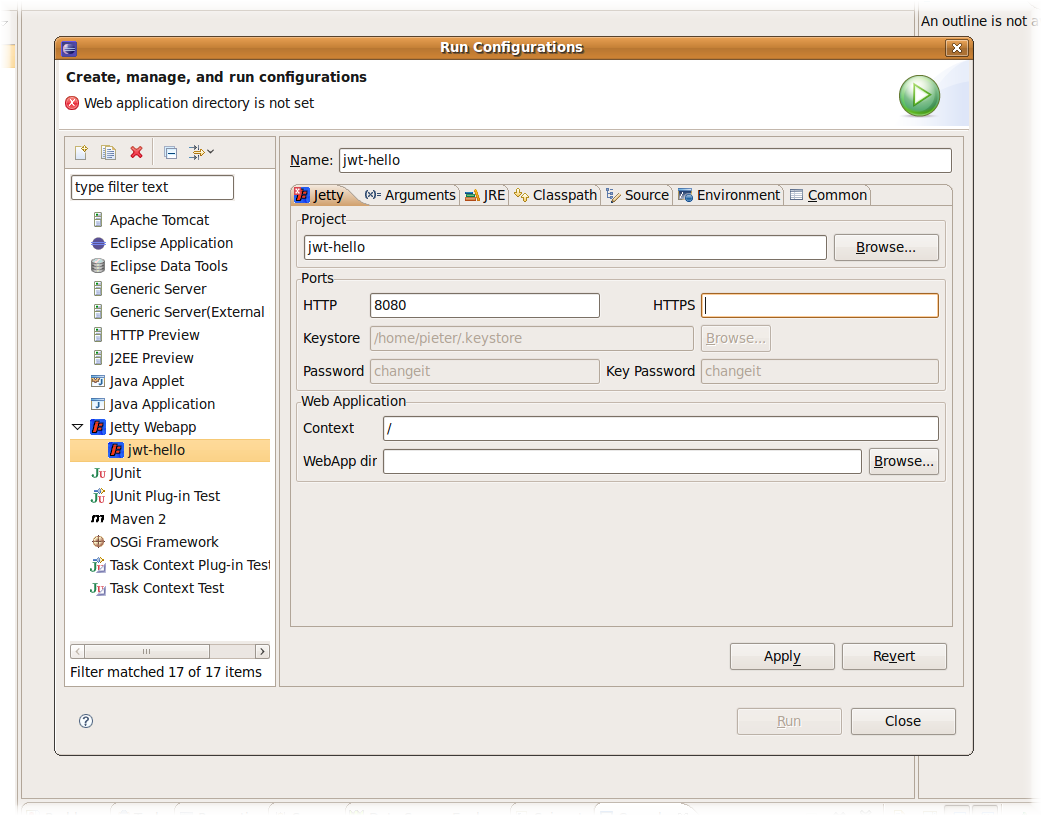 An outline is not a
Run Configurations
Create, manage, and run configurations
Web application directory is not set
type filter text
Apache Tomcat
Eclipse Application
Eclipse Data Tools
Generic Server
Generic Server(External
HTTP Preview
J2EE Preview
Java Applet
Java Application
Jetty Webapp
jwt-hello
JUnit
JUnit Plug-in Test
Maven 2
OSGi Framework
Task Context Plug-in Test
Task Context Test
Filter matched 17 of 17 items
Name: jwt-hello
Jetty (x)= Arguments JRE Classpath Source Environment Common
Project
jwt-hello Browse...
Ports
HTTP 8080 HTTPS
Keystore /home/pieter/.keystore Browse...
Password changeit Key Password changeit
Web Application
Context /
WebApp dir Browse...
Apply Revert
Run Close